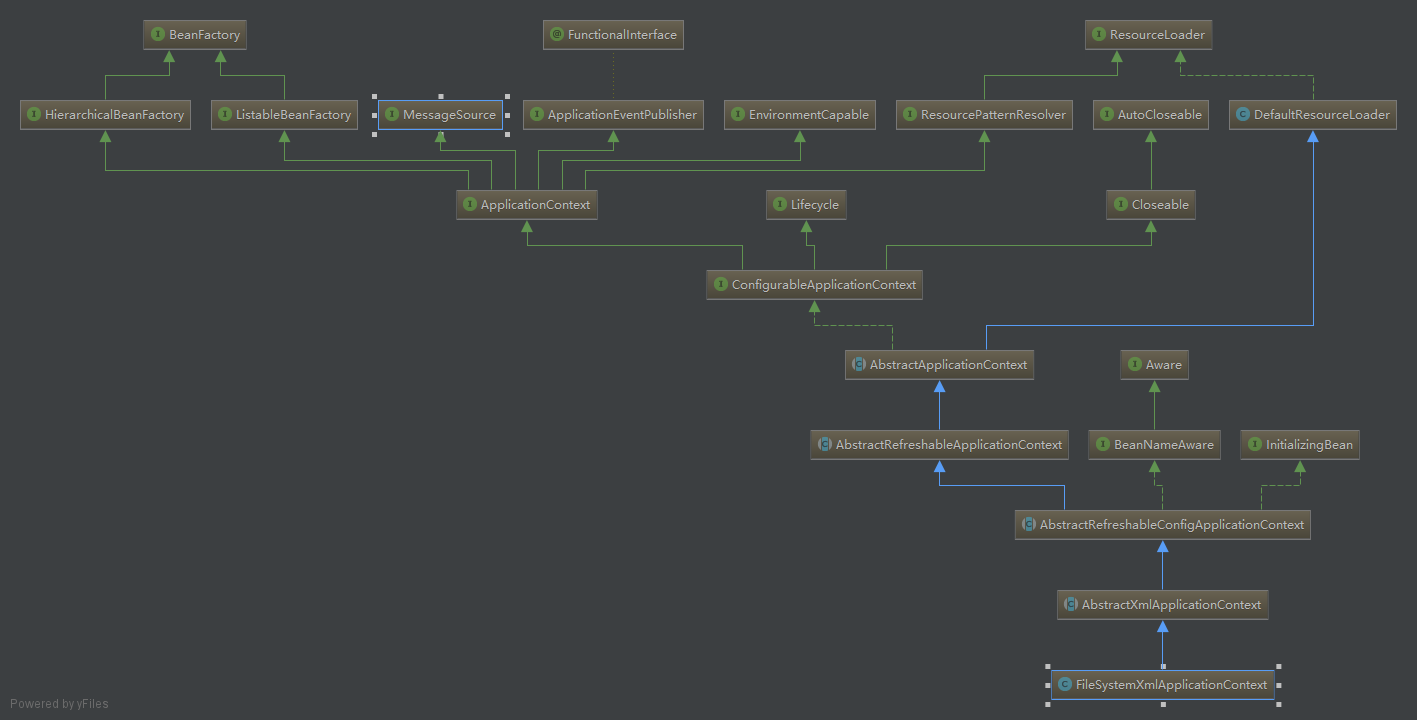 BeanFactory
FunctionalInterface
ResourceLoader
HierarchicalBeanFactory
ListableBeanFactory
MessageSource
ApplicationEventPublisher
EnvironmentCapable
ResourcePatternResolver
AutoCloseable
DefaultResourceLoader
ApplicationContext
Lifecycle
Closeable
ConfigurableApplicationContext
AbstractApplicationContext
Aware
AbstractRefreshableApplicationContext
BeanNameAware
InitializingBean
AbstractRefreshableConfigApplicationContext
AbstractXmlApplicationContext
FileSystemXmlApplicationContext
Powered by yFiles